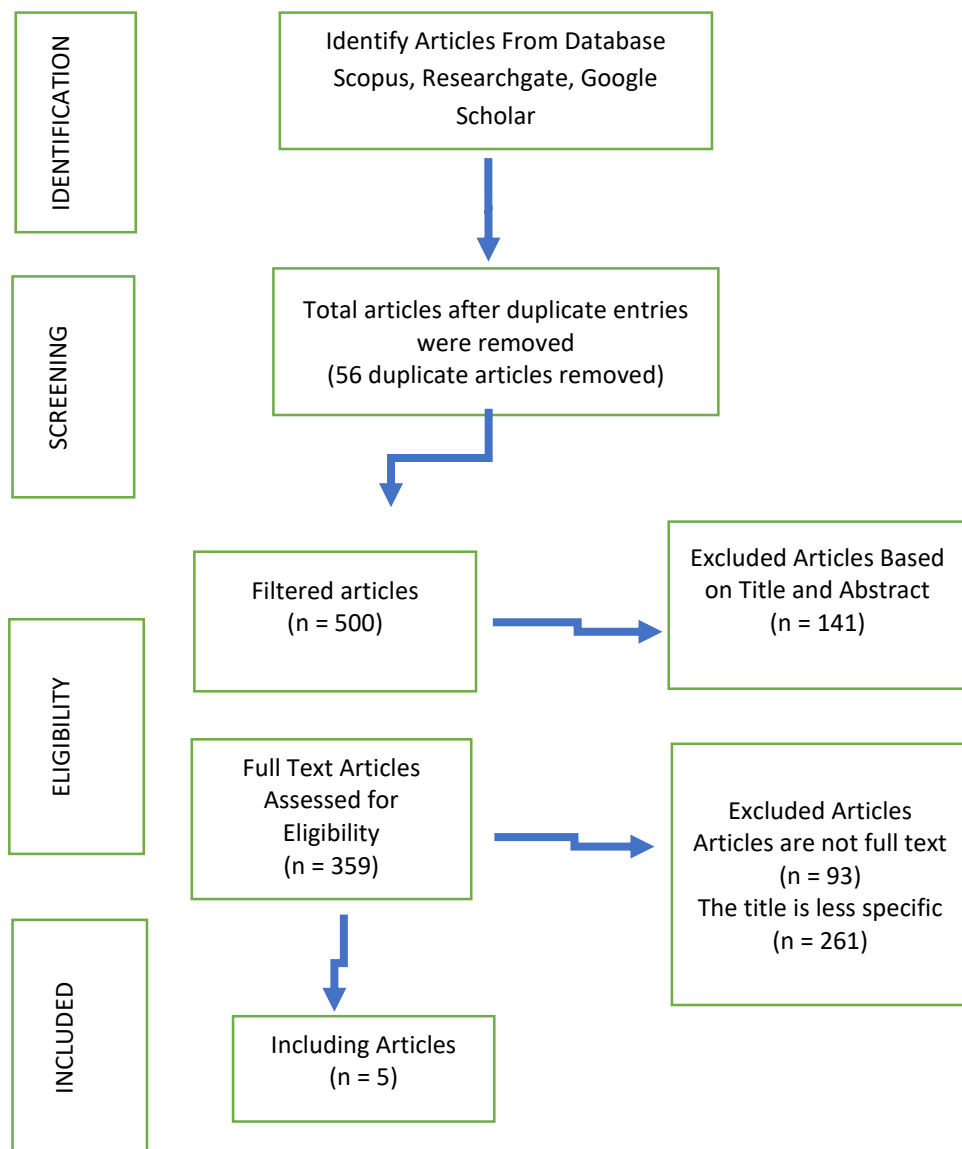 IDENTIFICATION
Identify Articles From Database
Scopus, Researchgate, Google
Scholar
SCREENING
Total articles after duplicate entries
were removed
(56 duplicate articles removed)
ELIGIBILITY
Filtered articles
(n = 500)
Excluded Articles Based
on Title and Abstract
(n = 141)
Full Text Articles
Assessed for
Eligibility
(n = 359)
Excluded Articles
Articles are not full text
(n = 93)
The title is less specific
(n = 261)
INCLUDED
Including Articles
(n = 5)